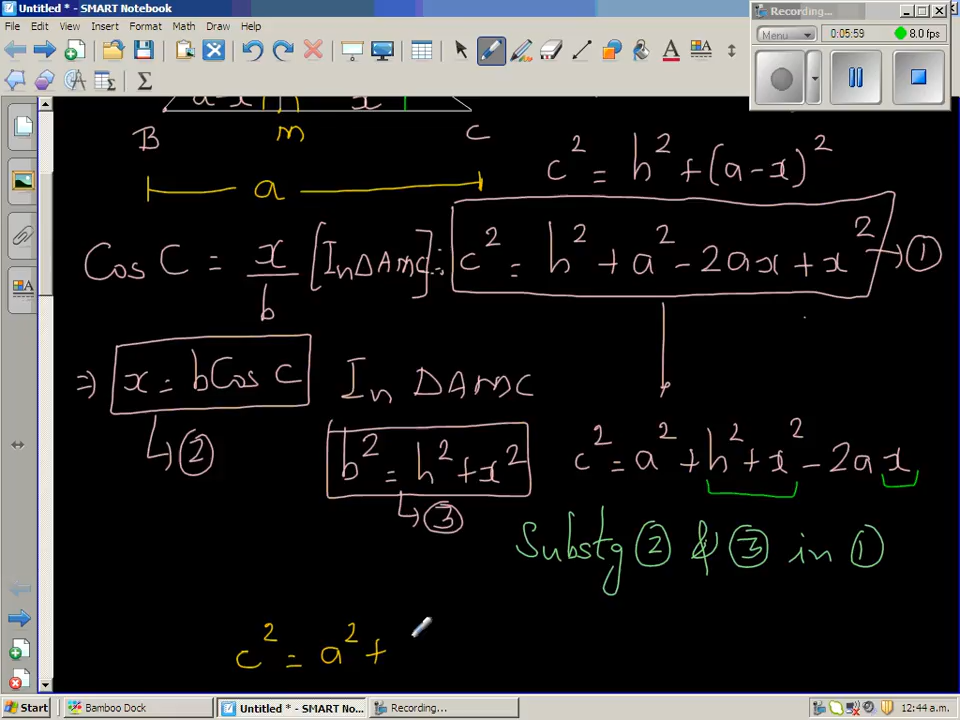 Untitled * - SMART Notebook
File Edit View Insert Format Math Draw Help
Recording...
Menu 0:05:59 8.0 fps
a-x x
B m C
a
c² = h² + (a-x)²
Cos C = x/b [In ΔAMC] : c² = h² + a² - 2ax + x² → ①
⇒ x = b Cos C In ΔAMC
↳ ②
b² = h² + x² c² = a² + h² + x² - 2a x
↳ ③
Substg ② & ③ in ①
c² = a² +
Start Bamboo Dock Untitled * - SMART No... Recording... 12:44 a.m.